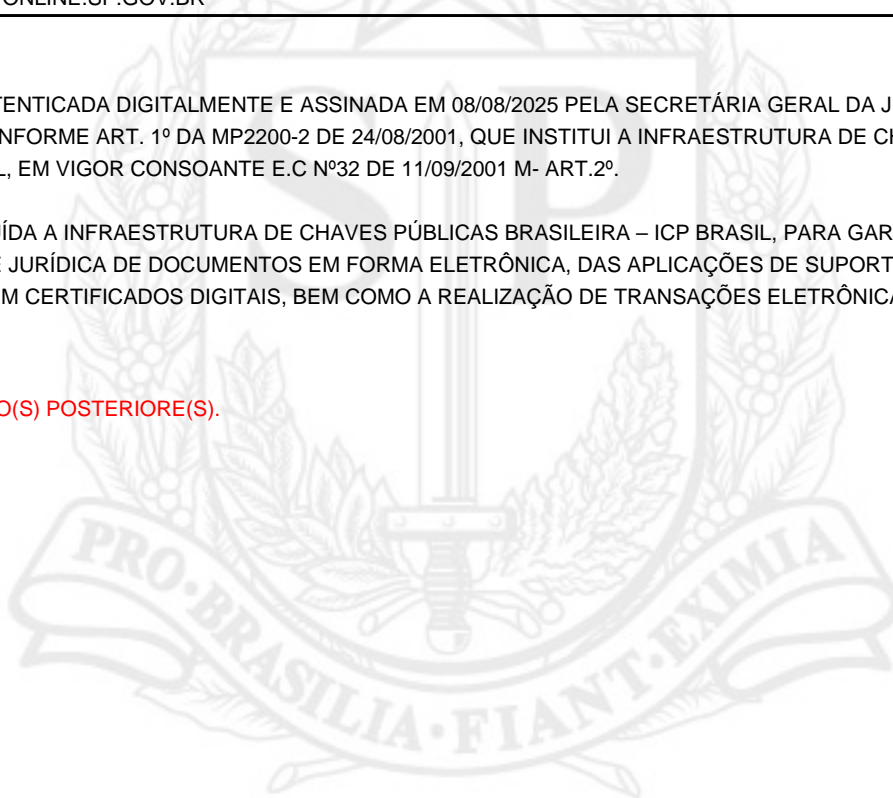 ONLINE.SP.GOV.BR
TENTICADA DIGITALMENTE E ASSINADA EM 08/08/2025 PELA SECRETÁRIA GERAL DA J
NFORME ART. 1º DA MP2200-2 DE 24/08/2001, QUE INSTITUI A INFRAESTRUTURA DE CH
L, EM VIGOR CONSOANTE E.C Nº32 DE 11/09/2001 M- ART.2º.
UÍDA A INFRAESTRUTURA DE CHAVES PÚBLICAS BRASILEIRA – ICP BRASIL, PARA GAR
E JURÍDICA DE DOCUMENTOS EM FORMA ELETRÔNICA, DAS APLICAÇÕES DE SUPORT
M CERTIFICADOS DIGITAIS, BEM COMO A REALIZAÇÃO DE TRANSAÇÕES ELETRÔNICA
O(S) POSTERIORE(S).
SP
PRO·BRASILIA·FIANT·EXIMIA